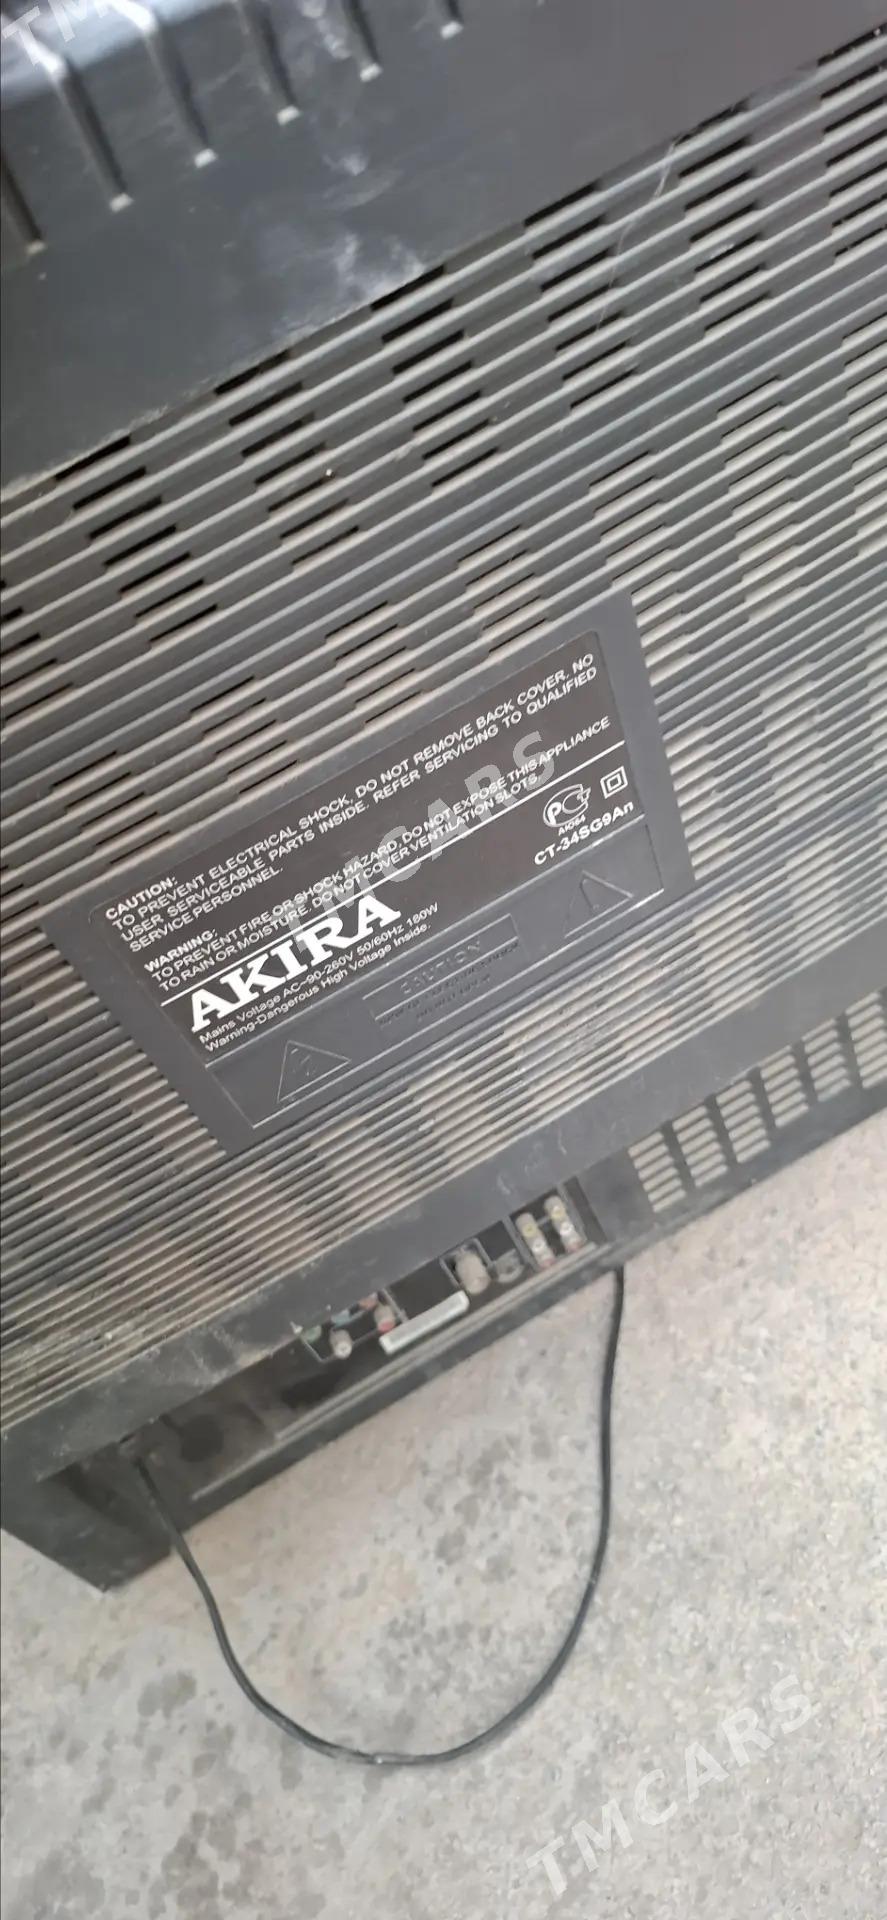 CAUTION:
TO PREVENT ELECTRICAL SHOCK, DO NOT REMOVE BACK COVER, NO
USER SERVICEABLE PARTS INSIDE. REFER SERVICING TO QUALIFIED
SERVICE PERSONNEL.
WARNING:
TO PREVENT FIRE OR SHOCK HAZARD, DO NOT EXPOSE THIS APPLIANCE
TO RAIN OR MOISTURE. DO NOT COVER VENTILATION SLOTS.
AKIRA
Mains Voltage AC~90-260V 50/60Hz 180W
Warning-Dangerous High Voltage Inside.
АЮ64
CT-34SG9An
CAUTION
TMCARS
TMCARS
TMCARS